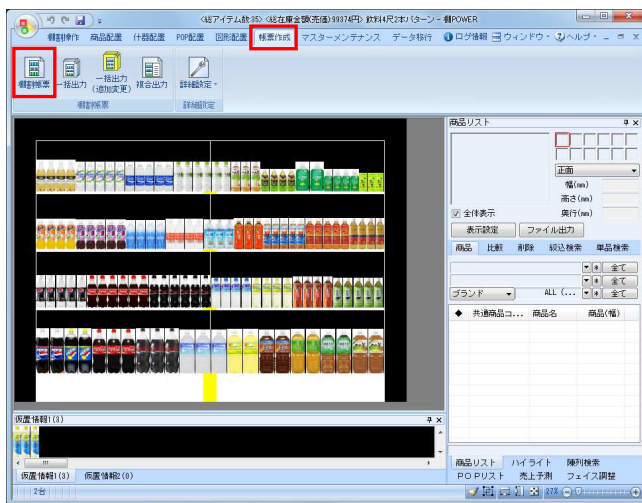 <総アイテム数:35> <総在庫金額(売価):99374円> 飲料4尺2本パターン - 棚POWER
棚割操作 商品配置 什器配置 POP配置 図形配置 帳票作成 マスターメンテナンス データ移行 ログ情報 ウィンドウ ヘルプ
棚割帳票 一括出力 一括出力(追加変更) 複合出力 詳細設定
棚割帳票 詳細設定
商品リスト
正面
幅(mm)
高さ(mm)
奥行(mm)
全体表示
表示設定 ファイル出力
商品 比較 削除 絞込検索 単品検索
* 全て
* 全て
ブランド ALL (... * 全て
◆ 共通商品コ... 商品名 商品(幅)
仮置情報1(3)
仮置情報1(3) 仮置情報2(0)
商品リスト ハイライト 陳列検索
POPリスト 売上予測 フェイス調整
2台 27%